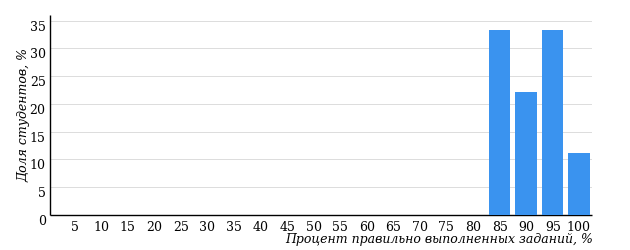 Доля студентов, %
35
30
25
20
15
10
5
0
5 10 15 20 25 30 35 40 45 50 55 60 65 70 75 80 85 90 95 100
Процент правильно выполненных заданий, %